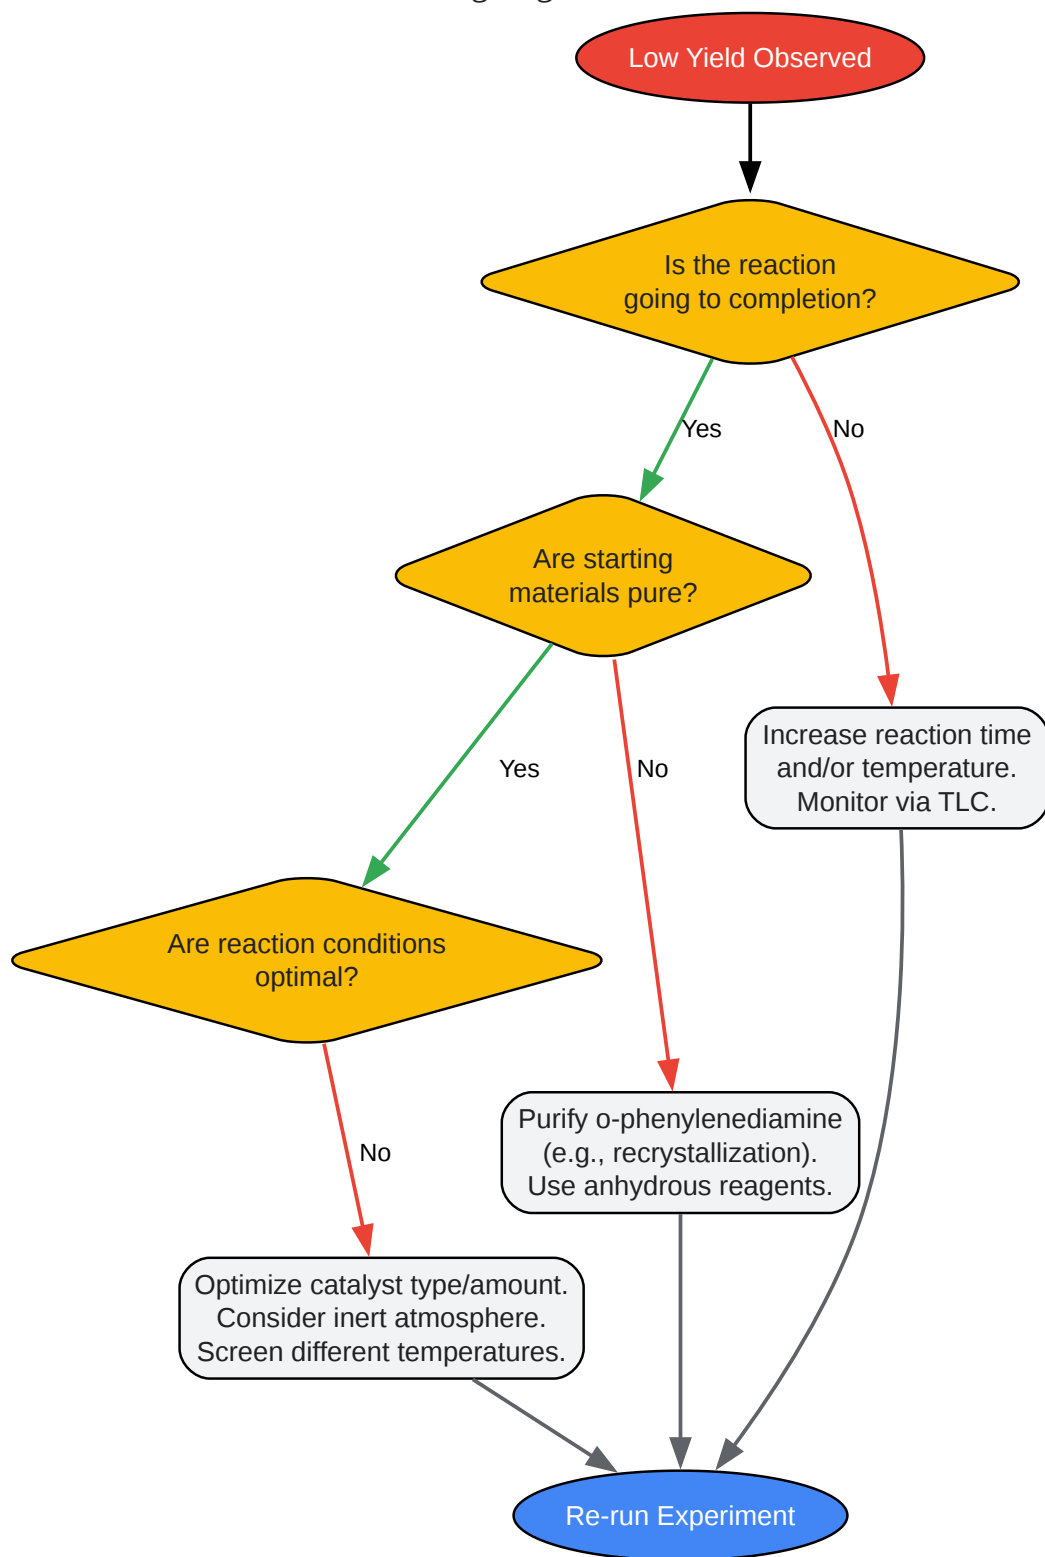 Low Yield Observed
Is the reaction
going to completion?
Yes
No
Are starting
materials pure?
Yes
No
Increase reaction time
and/or temperature.
Monitor via TLC.
Are reaction conditions
optimal?
No
Purify o-phenylenediamine
(e.g., recrystallization).
Use anhydrous reagents.
Optimize catalyst type/amount.
Consider inert atmosphere.
Screen different temperatures.
Re-run Experiment